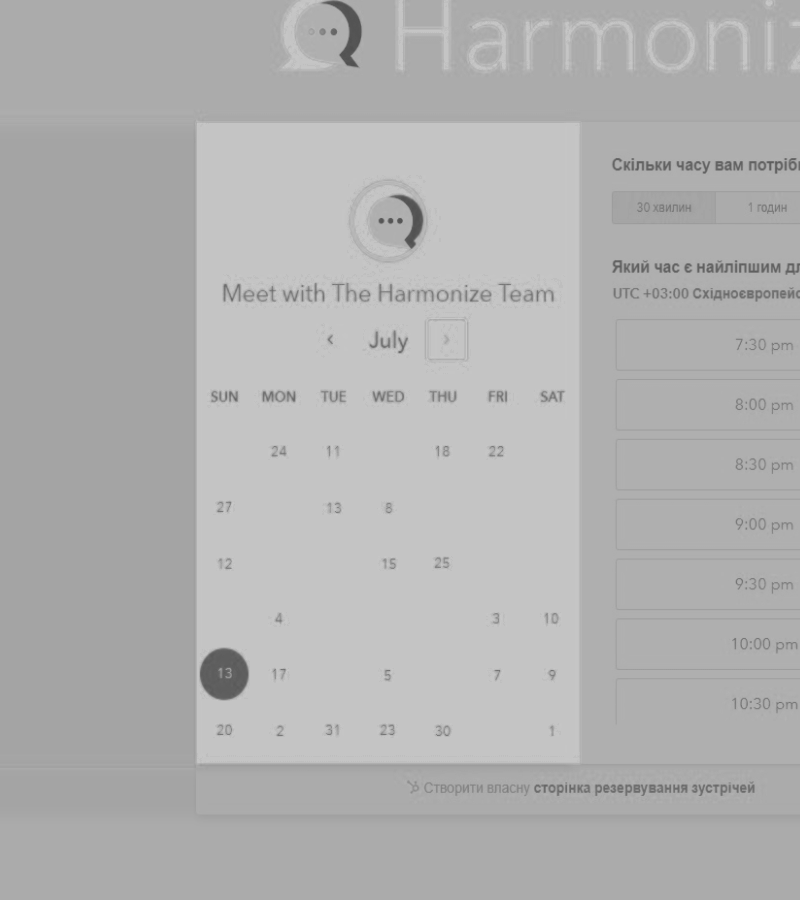 Harmoniz
Meet with The Harmonize Team
‹ July ›
SUN MON TUE WED THU FRI SAT
24 11 18 22
27 13 8
12 15 25
4 3 10
13 17 5 7 9
20 2 31 23 30 1
Скільки часу вам потріб
30 хвилин 1 годин
Який час є найліпшим д
UTC +03:00 Східноєвропейс
7:30 pm
8:00 pm
8:30 pm
9:00 pm
9:30 pm
10:00 pm
10:30 pm
Створити власну сторінка резервування зустрічей